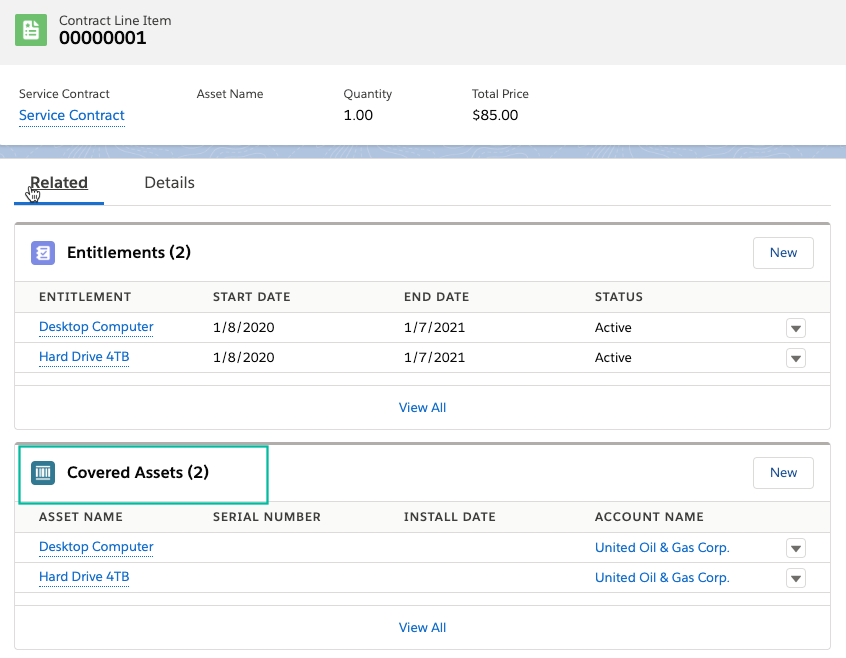 Contract Line Item
00000001
Service Contract Asset Name Quantity Total Price
Service Contract 1.00 $85.00
Related Details
Entitlements (2) New
ENTITLEMENT START DATE END DATE STATUS
Desktop Computer 1/8/2020 1/7/2021 Active
Hard Drive 4TB 1/8/2020 1/7/2021 Active
View All
Covered Assets (2) New
ASSET NAME SERIAL NUMBER INSTALL DATE ACCOUNT NAME
Desktop Computer United Oil & Gas Corp.
Hard Drive 4TB United Oil & Gas Corp.
View All